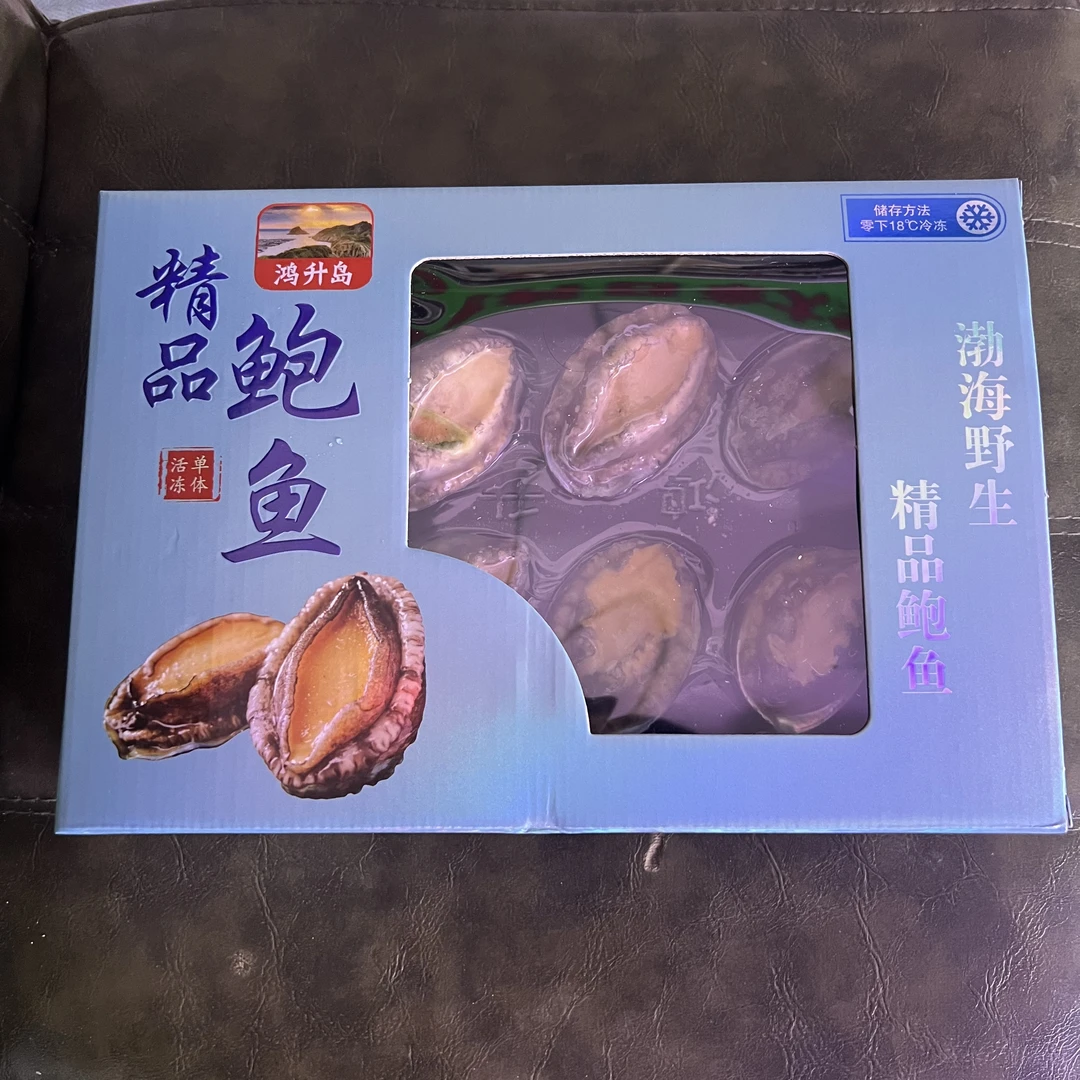 鸿升岛
精品
鲍鱼
单体
活冻
储存方法
零下18℃冷冻
渤海野生
精品鲍鱼